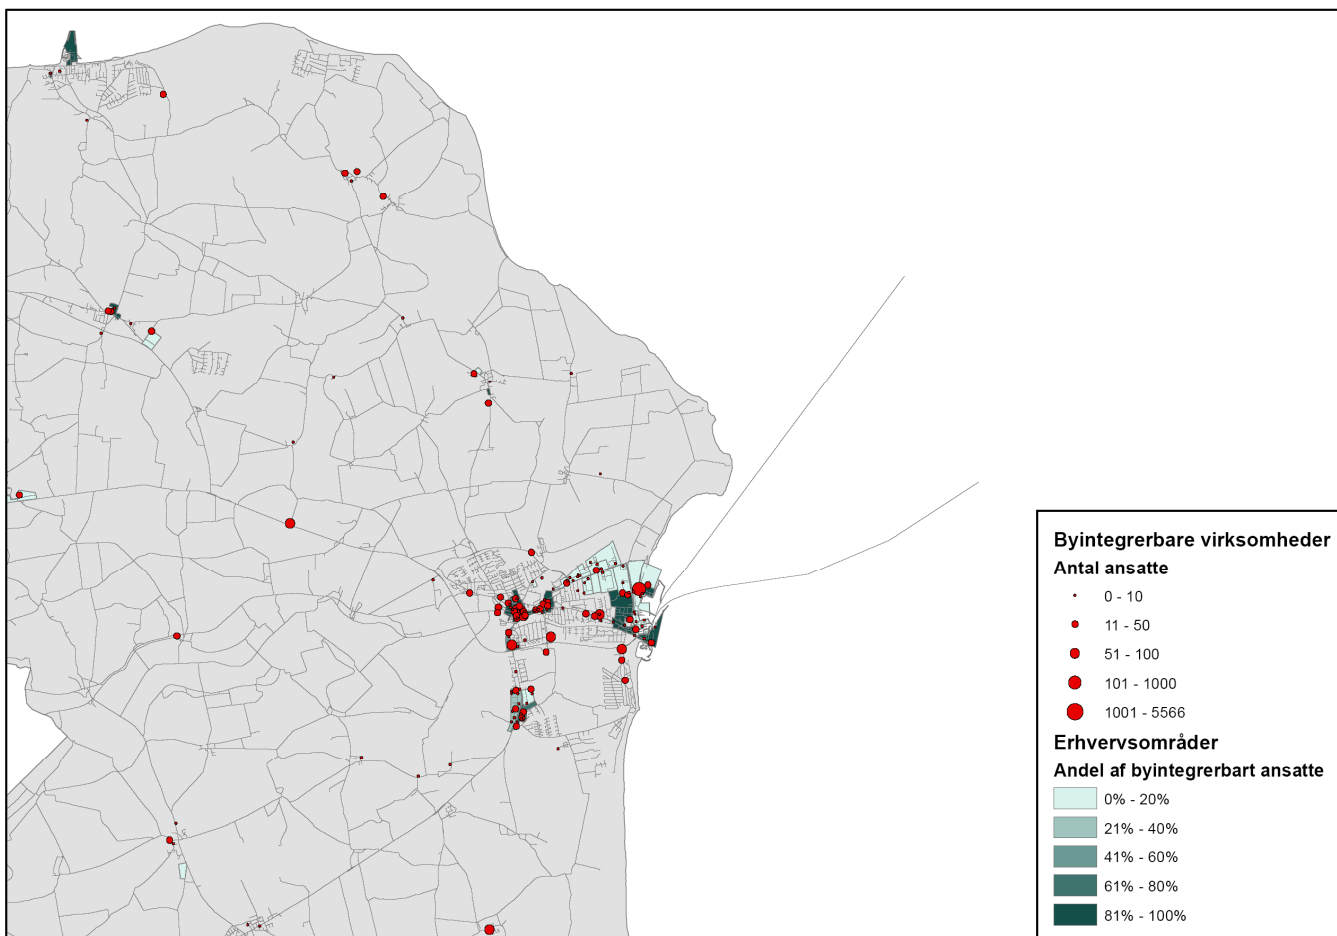 Byintegrerbare virksomheder
Antal ansatte
0 - 10
11 - 50
51 - 100
101 - 1000
1001 - 5566
Erhvervsområder
Andel af byintegrerbart ansatte
0% - 20%
21% - 40%
41% - 60%
61% - 80%
81% - 100%